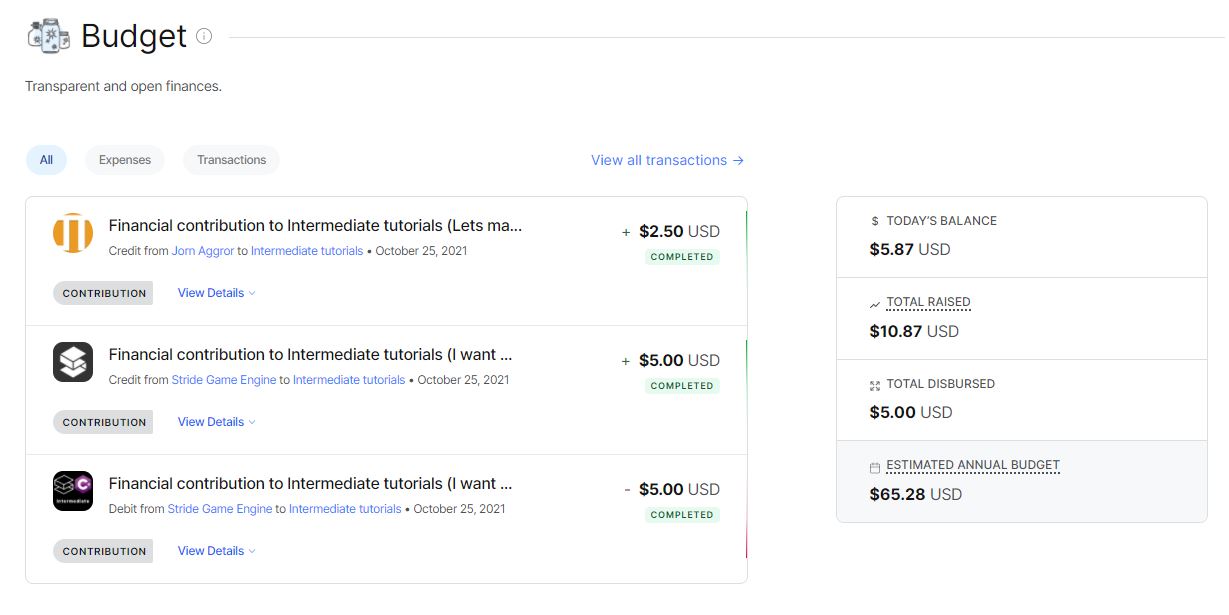 Budget
Transparent and open finances.
All
Expenses
Transactions
View all transactions →
Financial contribution to Intermediate tutorials (Lets ma...
+ $2.50 USD
Credit from Jorn Aggror to Intermediate tutorials • October 25, 2021
COMPLETED
CONTRIBUTION
View Details
Financial contribution to Intermediate tutorials (I want ...
+ $5.00 USD
Credit from Stride Game Engine to Intermediate tutorials • October 25, 2021
COMPLETED
CONTRIBUTION
View Details
Financial contribution to Intermediate tutorials (I want ...
- $5.00 USD
Intermediate
Debit from Stride Game Engine to Intermediate tutorials • October 25, 2021
COMPLETED
CONTRIBUTION
View Details
$ TODAY'S BALANCE
$5.87 USD
TOTAL RAISED
$10.87 USD
TOTAL DISBURSED
$5.00 USD
ESTIMATED ANNUAL BUDGET
$65.28 USD